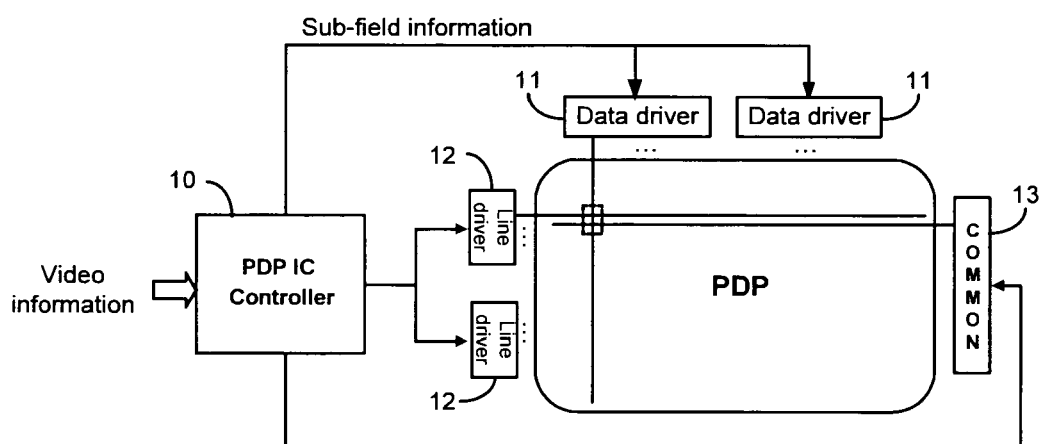 Sub-field information
11
11
Data driver
Data driver
...
...
12
10
Line
driver
...
13
COMMON
PDP IC
Controller
Video
information
PDP
Line
driver
...
12